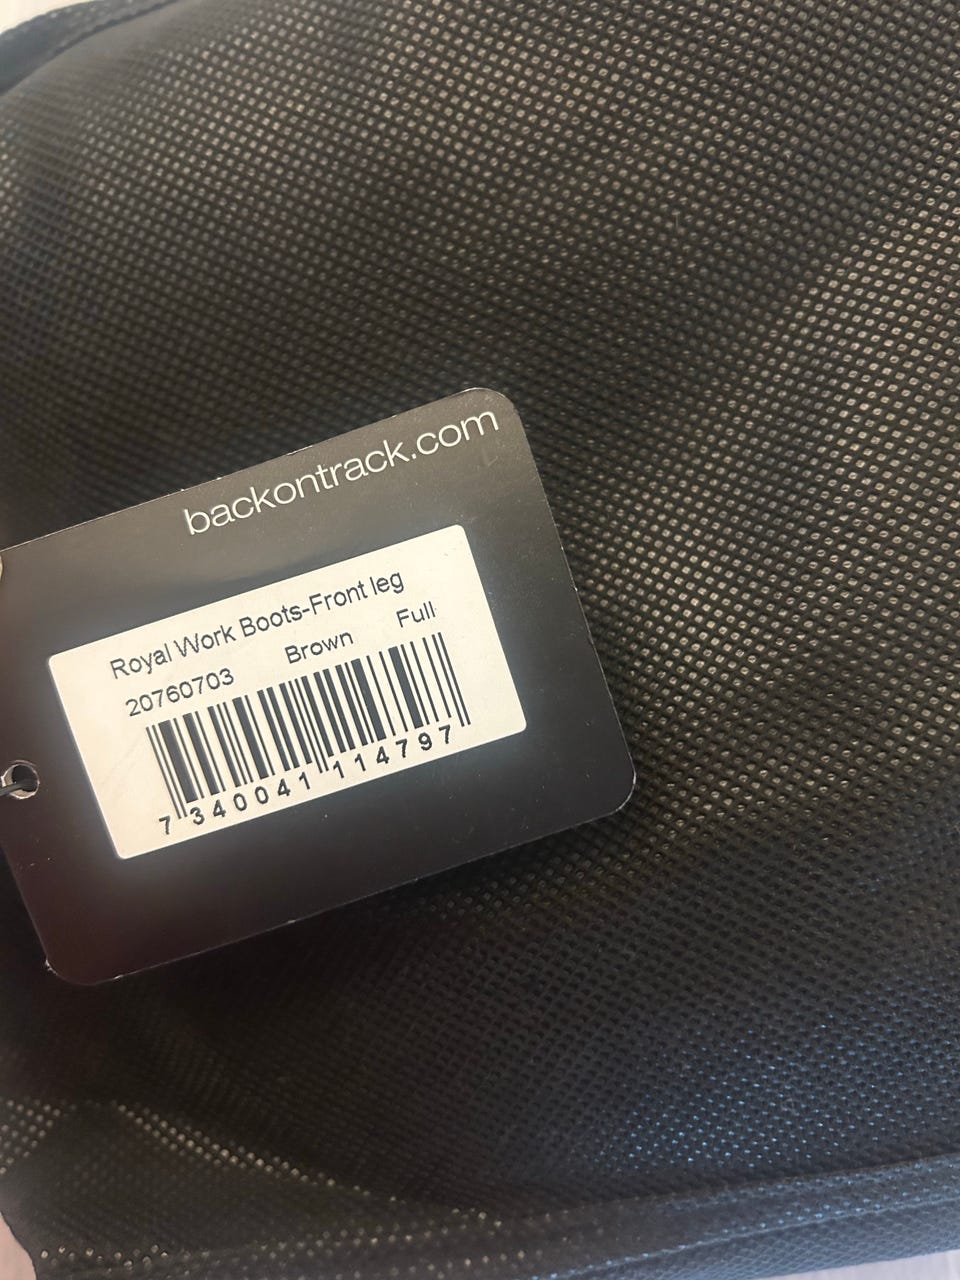 backontrack.com
Royal Work Boots-Front leg
20760703 Brown Full
7 340041 114797